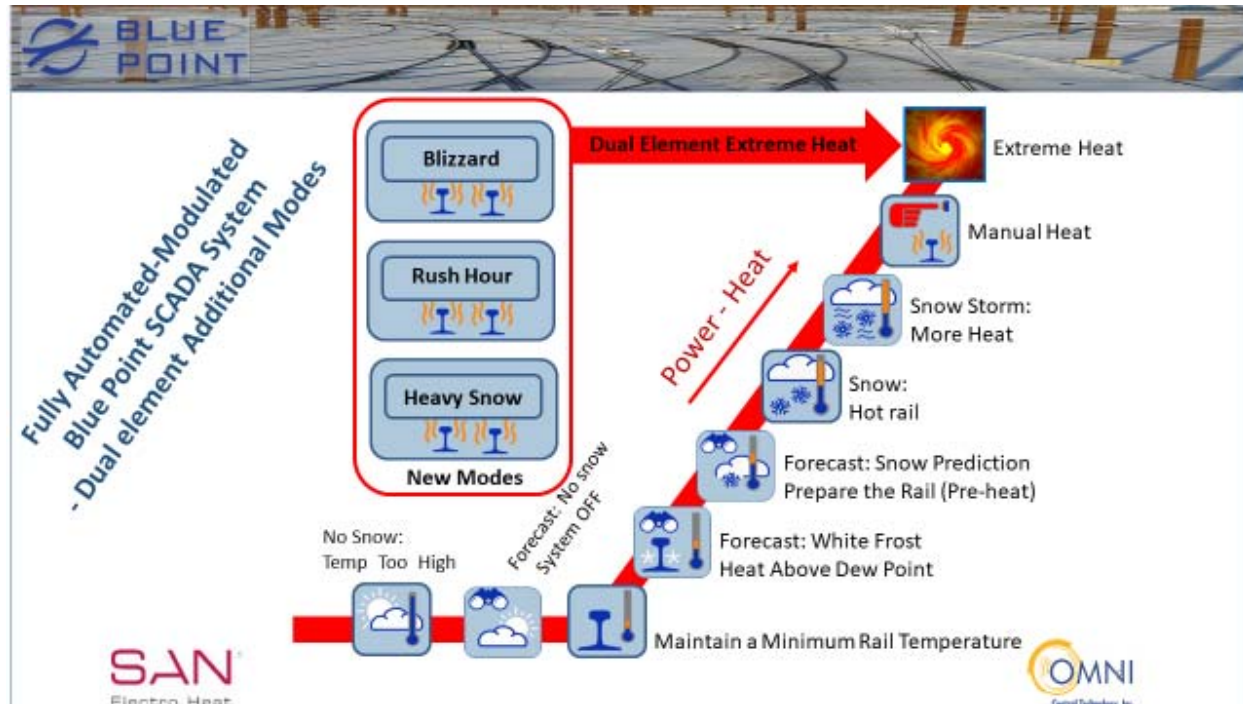 BLUE
POINT
Fully Automated-Modulated
Blue Point SCADA System
- Dual element Additional Modes
Blizzard
Rush Hour
Heavy Snow
New Modes
Dual Element Extreme Heat
Extreme Heat
Manual Heat
Snow Storm:
More Heat
Snow:
Hot rail
Forecast: Snow Prediction
Prepare the Rail (Pre-heat)
Forecast: White Frost
Heat Above Dew Point
Maintain a Minimum Rail Temperature
Power - Heat
Forecast: No snow
System OFF
No Snow:
Temp Too High
SAN
Electro Heat
OMNI
Control Technology, Inc.